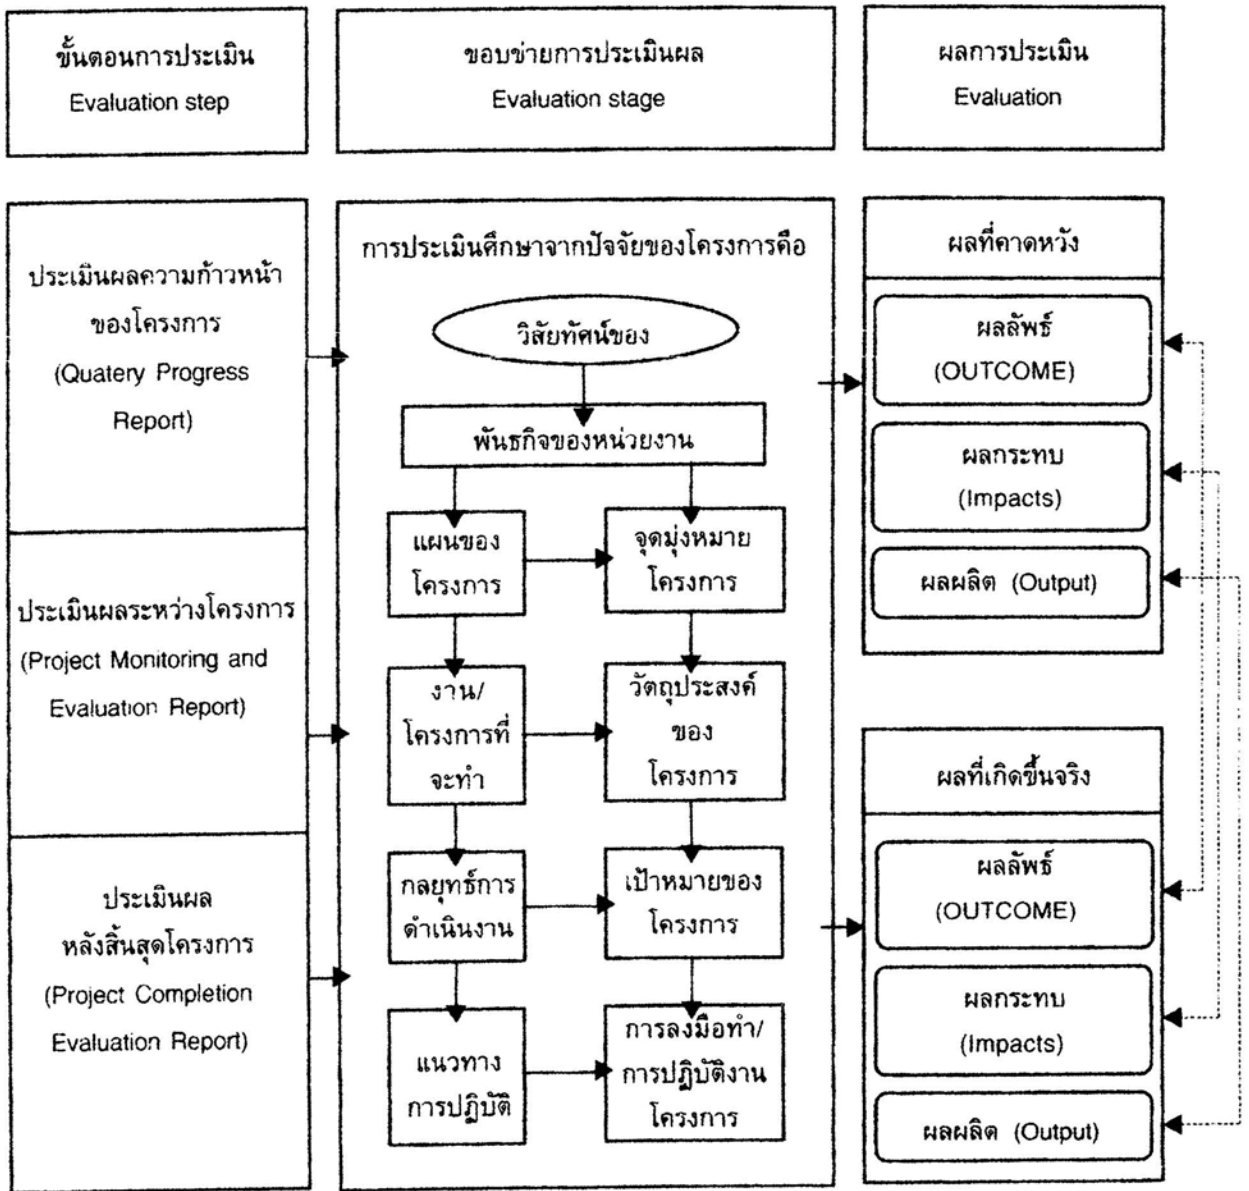 ขั้นตอนการประเมิน
Evaluation step
ขอบข่ายการประเมินผล
Evaluation stage
ผลการประเมิน
Evaluation
ประเมินผลความก้าวหน้า
ของโครงการ
(Quatery Progress
Report)
ประเมินผลระหว่างโครงการ
(Project Monitoring and
Evaluation Report)
ประเมินผล
หลังสิ้นสุดโครงการ
(Project Completion
Evaluation Report)
การประเมินศึกษาจากปัจจัยของโครงการคือ
วิสัยทัศน์ของ
พันธกิจของหน่วยงาน
แผนของ
โครงการ
จุดมุ่งหมาย
โครงการ
งาน/
โครงการที่
จะทำ
วัตถุประสงค์
ของ
โครงการ
กลยุทธ์การ
ดำเนินงาน
เป้าหมายของ
โครงการ
แนวทาง
การปฏิบัติ
การลงมือทำ/
การปฏิบัติงาน
โครงการ
ผลที่คาดหวัง
ผลลัพธ์
(OUTCOME)
ผลกระทบ
(Impacts)
ผลผลิต (Output)
ผลที่เกิดขึ้นจริง
ผลลัพธ์
(OUTCOME)
ผลกระทบ
(Impacts)
ผลผลิต (Output)